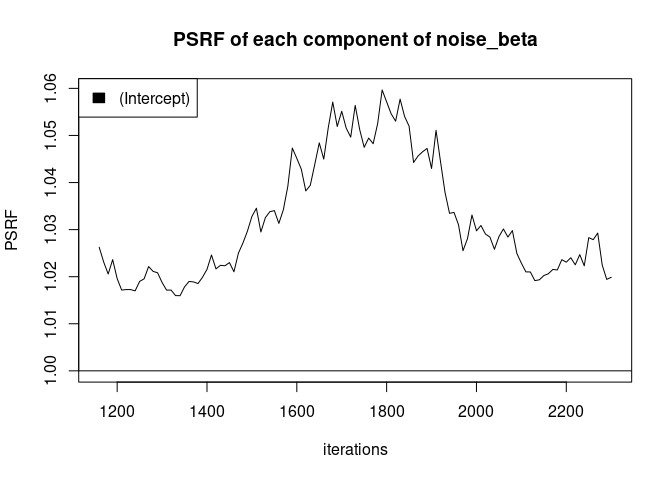 PSRF of each component of noise_beta
(Intercept)
PSRF
1.06
1.05
1.04
1.03
1.02
1.01
1.00
1200 1400 1600 1800 2000 2200
iterations